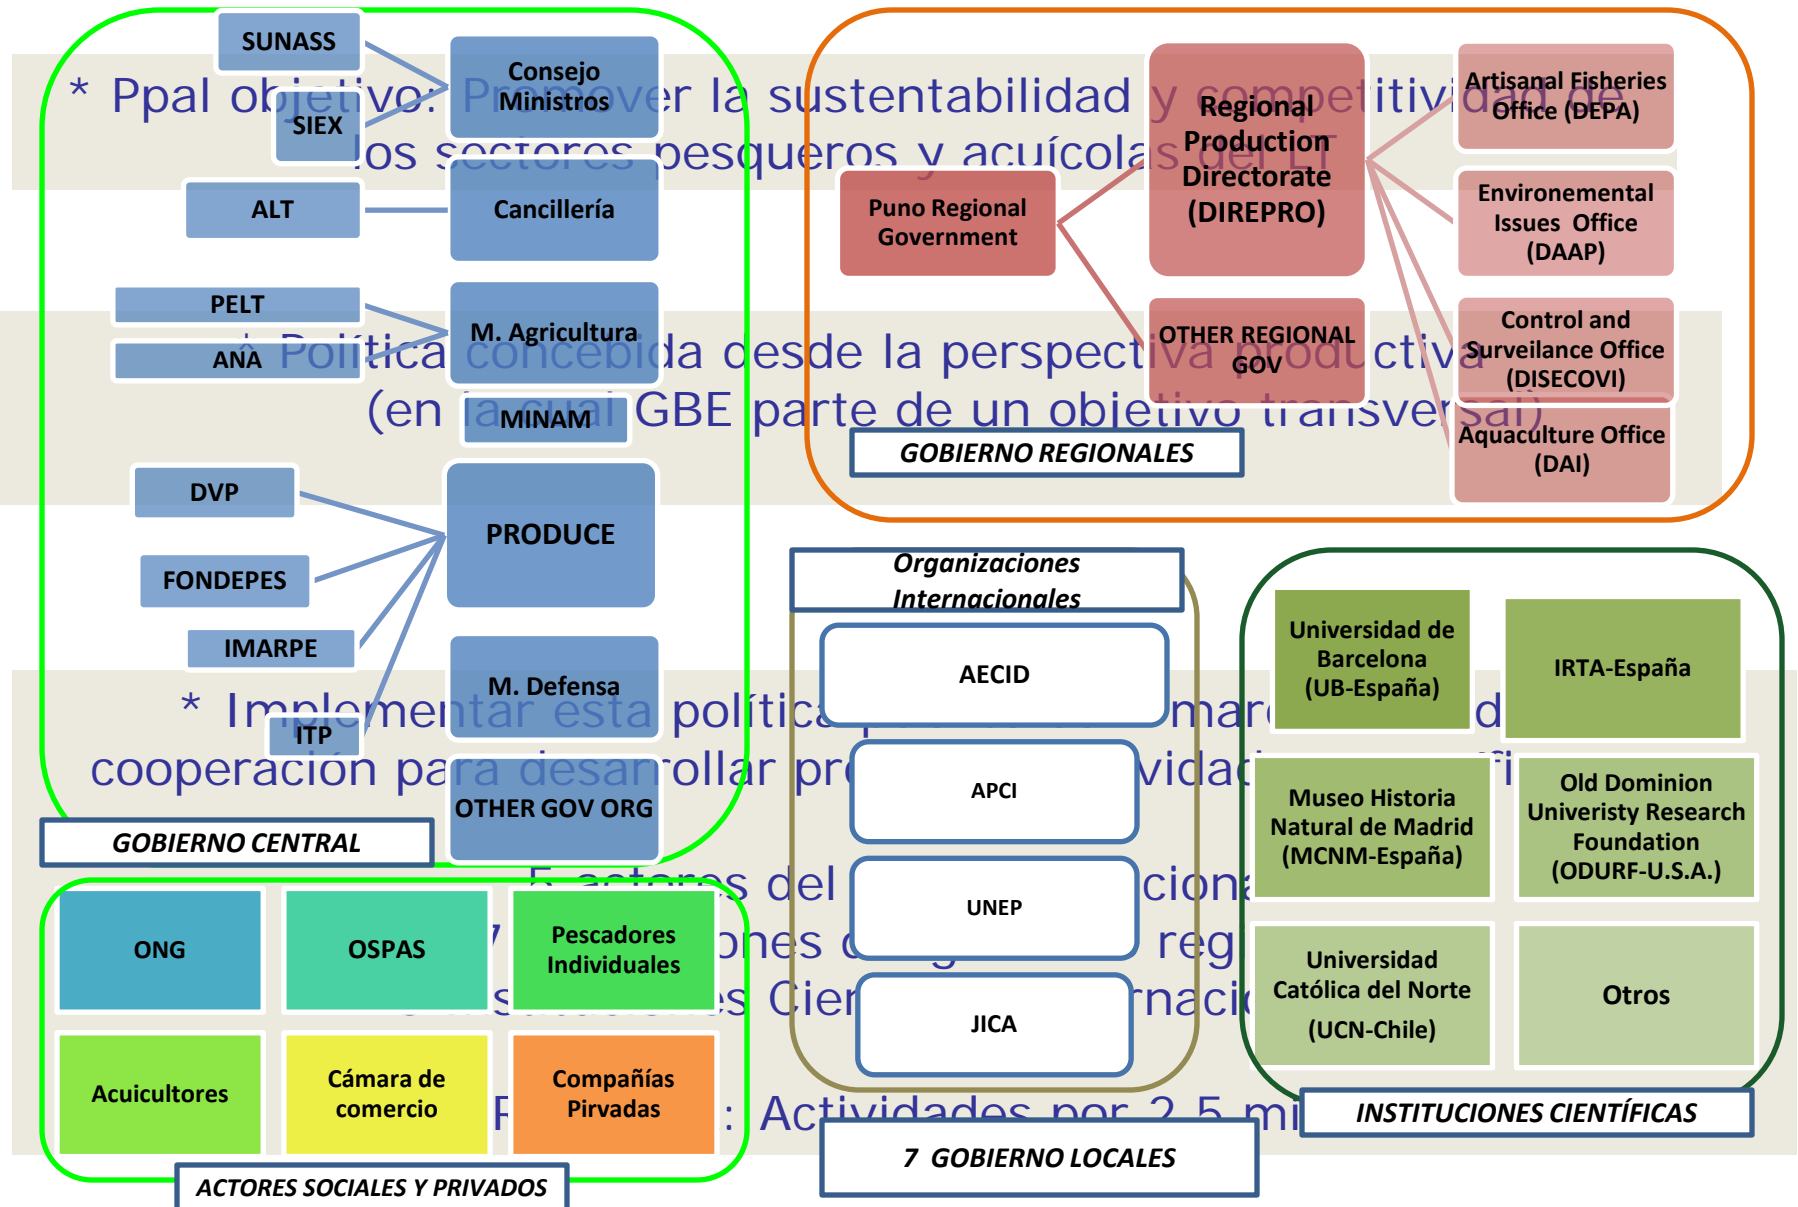 SUNASS
SIEX
Consejo
Ministros
ALT
Cancillería
PELT
ANA
M. Agricultura
MINAM
DVP
FONDEPES
IMARPE
ITP
PRODUCE
M. Defensa
OTHER GOV ORG
GOBIERNO CENTRAL
Puno Regional
Government
Regional
Production
Directorate
(DIREPRO)
OTHER REGIONAL
GOV
Artisanal Fisheries
Office (DEPA)
Environemental
Issues Office
(DAAP)
Control and
Surveilance Office
(DISECOVI)
Aquaculture Office
(DAI)
GOBIERNO REGIONALES
* Ppal objetivo: Promover la sustentabilidad y competitividad de
los sectores pesqueros y acuícolas del LT
* Política concebida desde la perspectiva productiva
(en la cual GBE parte de un objetivo transversal)
* Implementar esta política
cooperación para desarrollar
5 actores del
: Actividades por 2,5
Organizaciones
Internacionales
AECID
APCI
UNEP
JICA
7 GOBIERNO LOCALES
Universidad de
Barcelona
(UB-España)
IRTA-España
Museo Historia
Natural de Madrid
(MCNM-España)
Old Dominion
Univeristy Research
Foundation
(ODURF-U.S.A.)
Universidad
Católica del Norte
(UCN-Chile)
Otros
INSTITUCIONES CIENTÍFICAS
ONG
OSPAS
Pescadores
Individuales
Acuicultores
Cámara de
comercio
Compañías
Pirvadas
ACTORES SOCIALES Y PRIVADOS